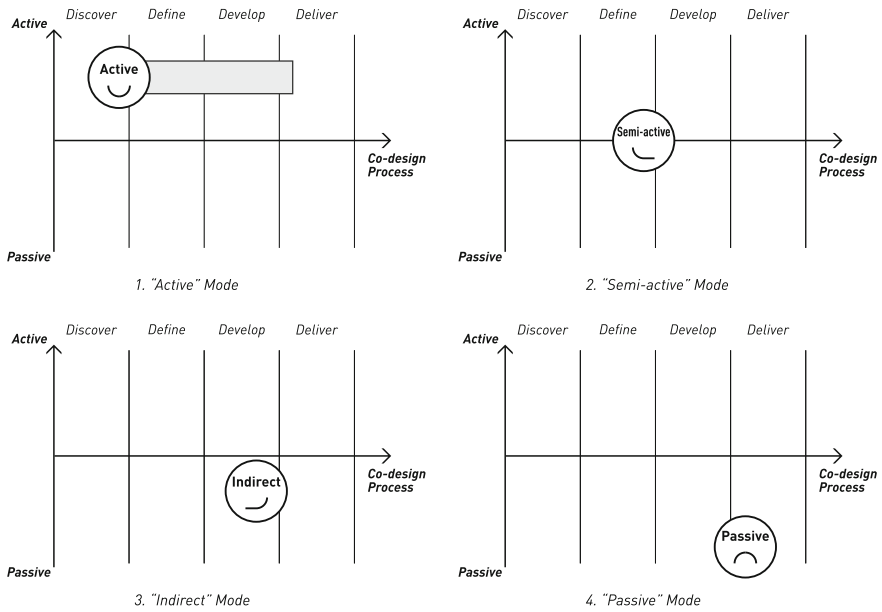 Discover Define Develop Deliver
Active
Active
Co-design
Process
Passive
1. “Active” Mode
Discover Define Develop Deliver
Active
Semi-active
Co-design
Process
Passive
2. “Semi-active” Mode
Discover Define Develop Deliver
Active
Co-design
Process
Indirect
Passive
3. “Indirect” Mode
Discover Define Develop Deliver
Active
Co-design
Process
Passive
Passive
4. “Passive” Mode